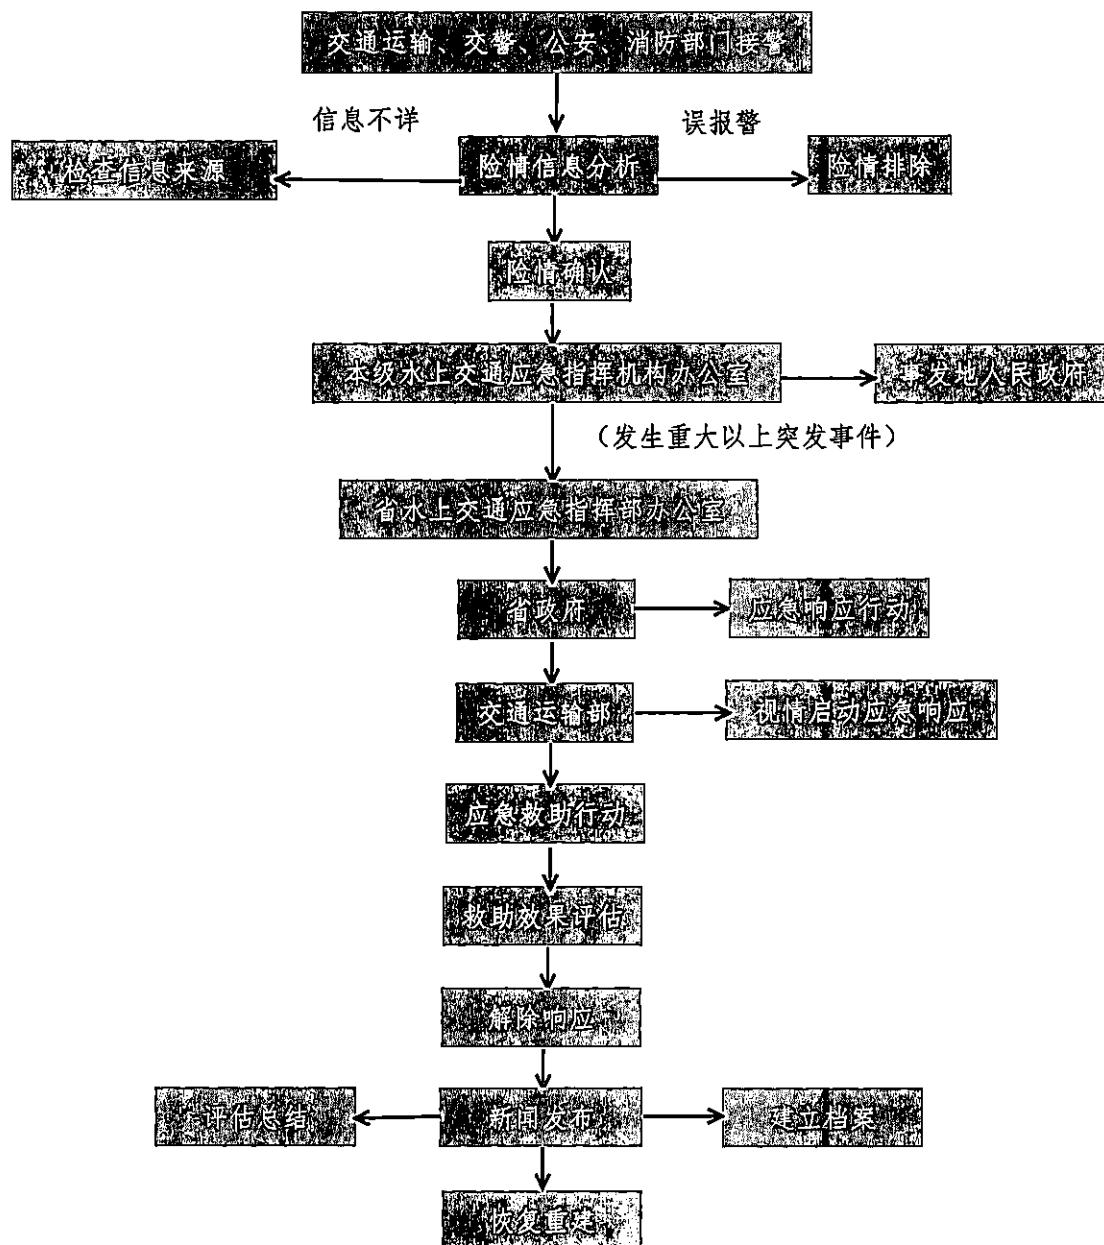 交通运输、交警、公安、消防部门接警
信息不详
误报警
检查信息来源
险情信息分析
险情排除
险情确认
本级水上交通应急指挥机构办公室
事发地人民政府
（发生重大以上突发事件）
省水上交通应急指挥部办公室
省政府
应急响应行动
交通运输部
视情启动应急响应
应急救助行动
救助效果评估
解除响应
评估总结
新闻发布
建立档案
恢复重建